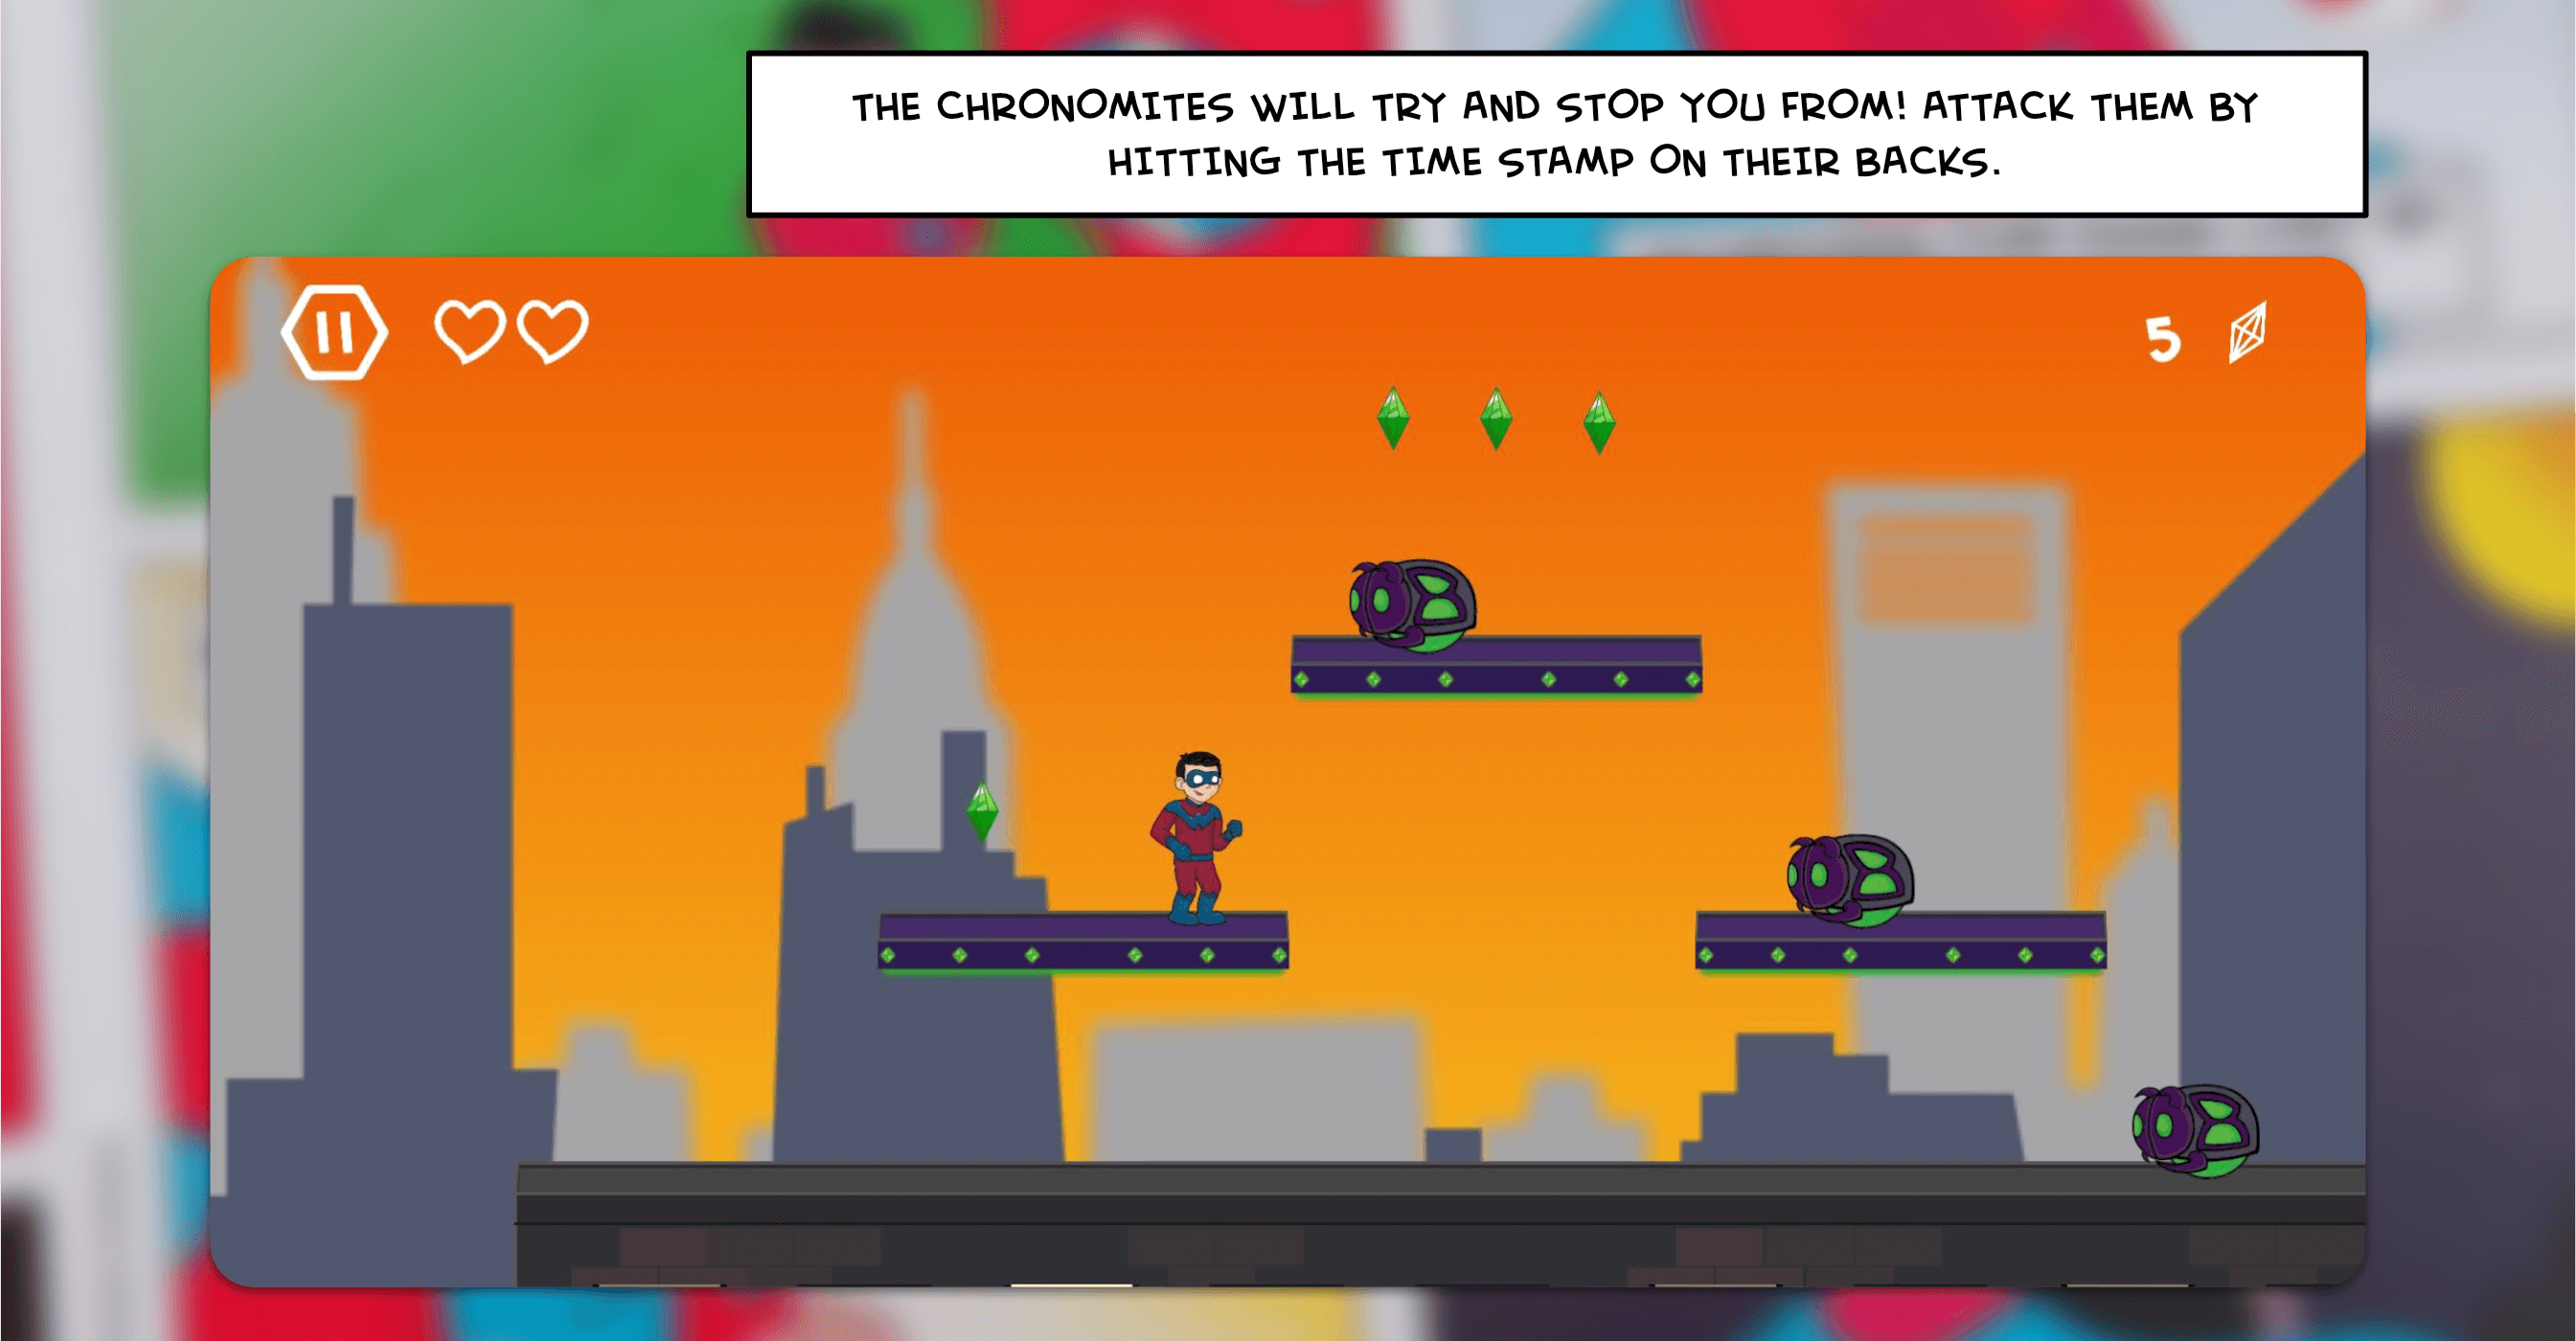 THE CHRONOMITES WILL TRY AND STOP YOU FROM! ATTACK THEM BY
HITTING THE TIME STAMP ON THEIR BACKS.
5